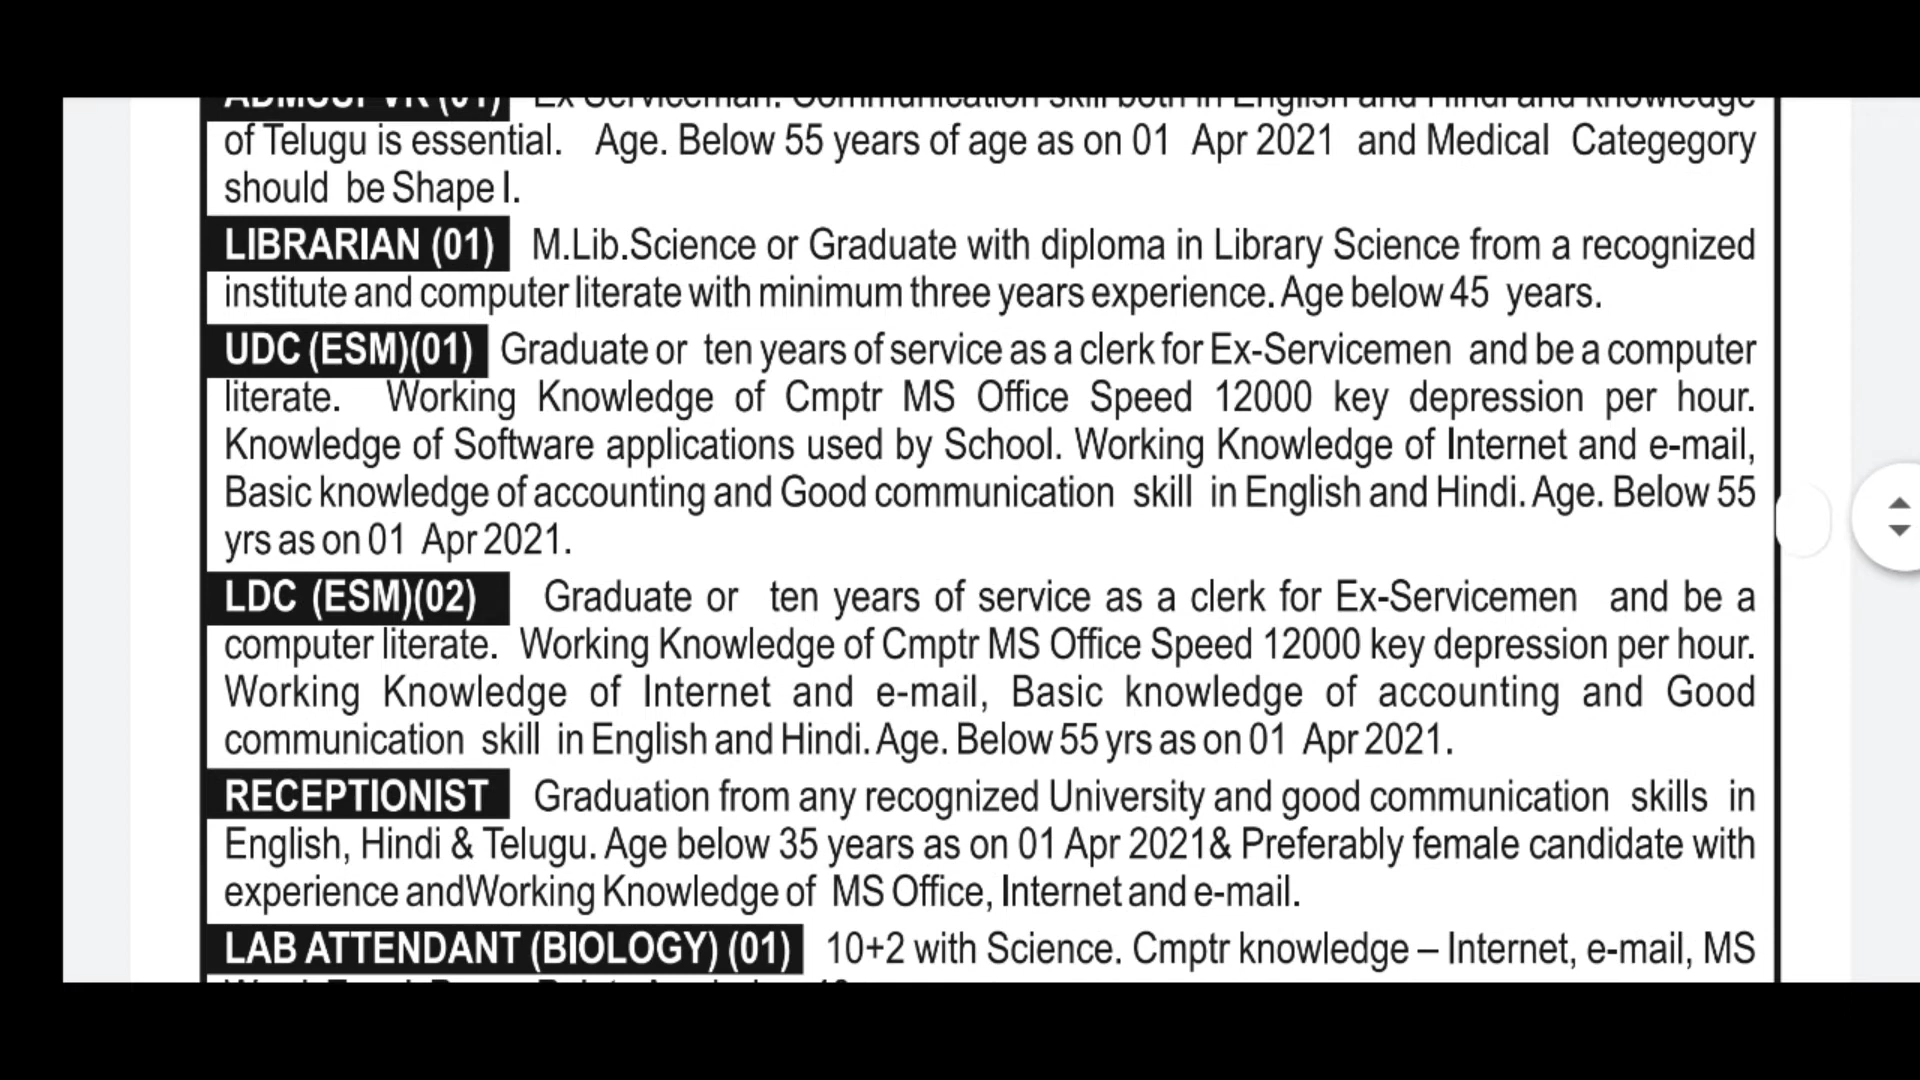 Ex Serviceman. Communication skill both in English and Hindi and knowledge
of Telugu is essential. Age. Below 55 years of age as on 01 Apr 2021 and Medical Categegory
should be Shape I.
LIBRARIAN (01) M.Lib.Science or Graduate with diploma in Library Science from a recognized
institute and computer literate with minimum three years experience. Age below 45 years.
UDC (ESM)(01) Graduate or ten years of service as a clerk for Ex-Servicemen and be a computer
literate. Working Knowledge of Cmptr MS Office Speed 12000 key depression per hour.
Knowledge of Software applications used by School. Working Knowledge of Internet and e-mail,
Basic knowledge of accounting and Good communication skill in English and Hindi. Age. Below 55
yrs as on 01 Apr 2021.
LDC (ESM)(02) Graduate or ten years of service as a clerk for Ex-Servicemen and be a
computer literate. Working Knowledge of Cmptr MS Office Speed 12000 key depression per hour.
Working Knowledge of Internet and e-mail, Basic knowledge of accounting and Good
communication skill in English and Hindi. Age. Below 55 yrs as on 01 Apr 2021.
RECEPTIONIST Graduation from any recognized University and good communication skills in
English, Hindi & Telugu. Age below 35 years as on 01 Apr 2021& Preferably female candidate with
experience andWorking Knowledge of MS Office, Internet and e-mail.
LAB ATTENDANT (BIOLOGY) (01) 10+2 with Science. Cmptr knowledge – Internet, e-mail, MS